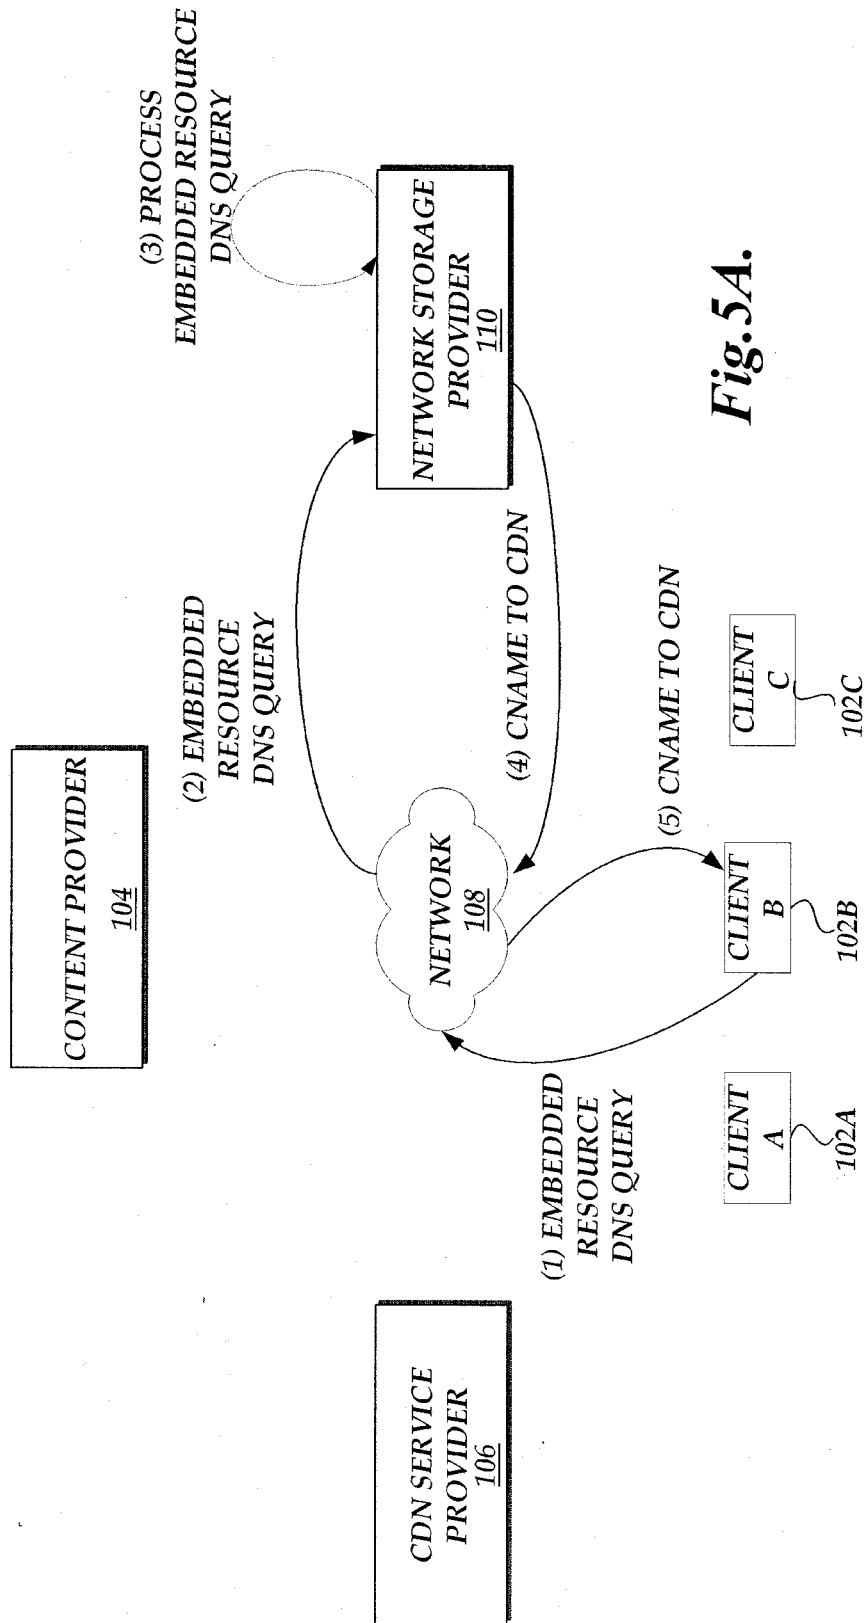 CONTENT PROVIDER
104
(3) PROCESS
EMBEDDED RESOURCE
DNS QUERY
(2) EMBEDDED
RESOURCE
DNS QUERY
CDN SERVICE
PROVIDER
106
NETWORK
108
NETWORK STORAGE
PROVIDER
110
(4) CNAME TO CDN
(1) EMBEDDED
RESOURCE
DNS QUERY
(5) CNAME TO CDN
CLIENT
A
102A
CLIENT
B
102B
CLIENT
C
102C
Fig.5A.